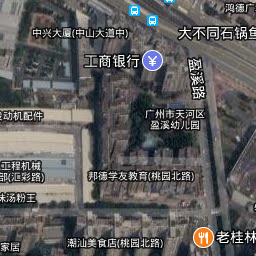 鸿德广
中兴大厦(中山大道中)
大不同石锅鱼
工商银行
盈溪路
发动机配件
广州市天河区
盈溪幼儿园
工程机械
部(汇彩路)
邦德学友教育(桃园北路)
味汤粉王
老桂林
潮汕美食店(桃园北路)
家居